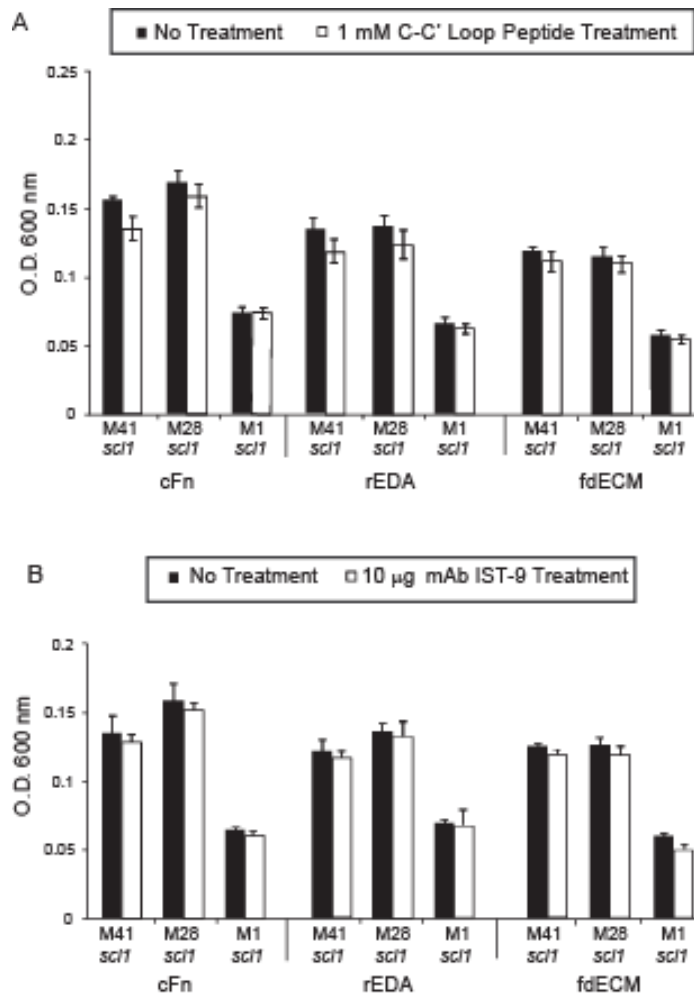 A
No Treatment 1 mM C-C' Loop Peptide Treatment
O.D. 600 nm
0.25
0.2
0.15
0.1
0.05
0
M41 M28 M1 M41 M28 M1 M41 M28 M1
scl1 scl1 scl1 scl1 scl1 scl1 scl1 scl1 scl1
cFn rEDA fdECM
B
No Treatment 10 µg mAb IST-9 Treatment
O.D. 600 nm
0.2
0.15
0.1
0.05
0
M41 M28 M1 M41 M28 M1 M41 M28 M1
scl1 scl1 scl1 scl1 scl1 scl1 scl1 scl1 scl1
cFn rEDA fdECM